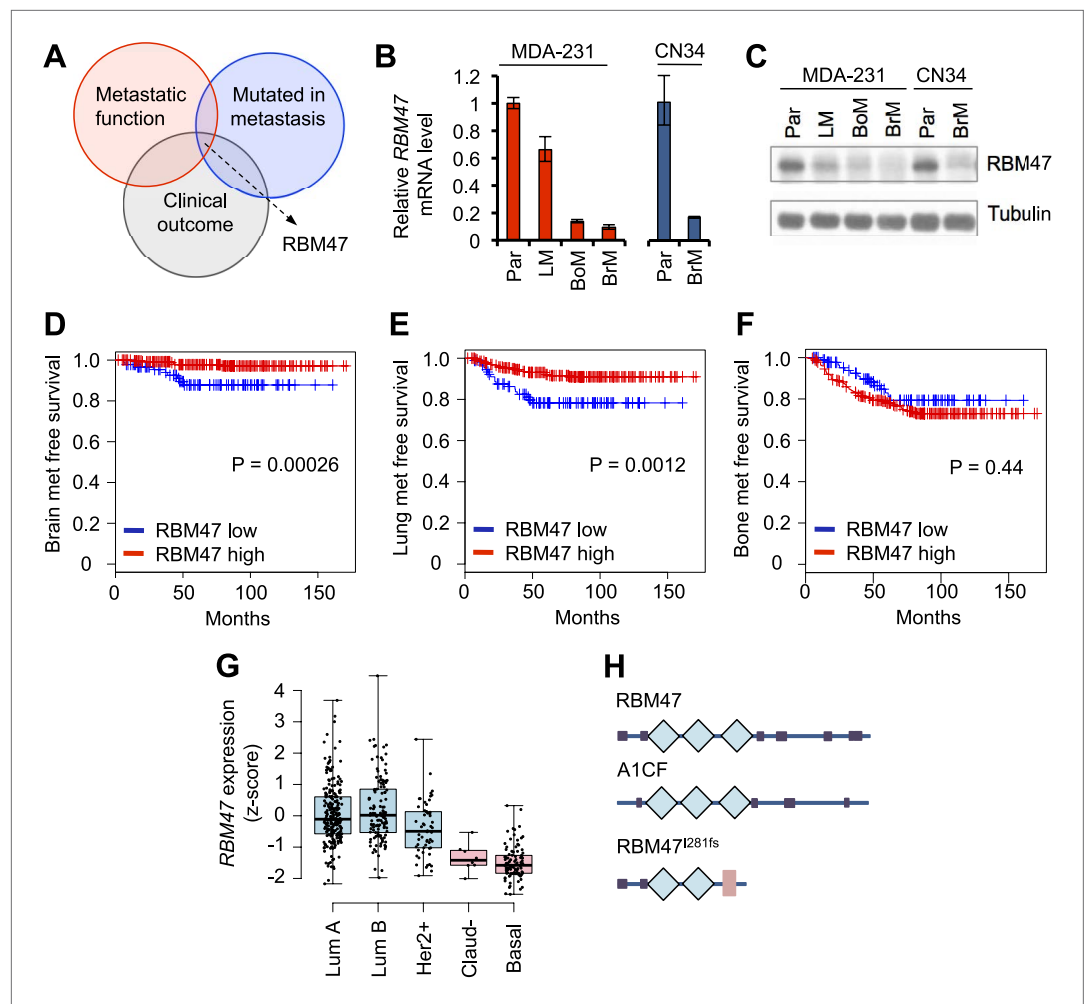 A
Metastatic
function
Mutated in
metastasis
Clinical
outcome
RBM47
B
MDA-231
CN34
Relative RBM47
mRNA level
1.2
1
0.8
0.6
0.4
0.2
0
Par
LM
BoM
BrM
Par
BrM
C
MDA-231
CN34
Par
LM
BoM
BrM
Par
BrM
RBM47
Tubulin
D
Brain met free survival
1.0
0.8
0.6
0.4
0.2
0
P = 0.00026
RBM47 low
RBM47 high
0 50 100 150
Months
E
Lung met free survival
1.0
0.8
0.6
0.4
0.2
0
P = 0.0012
RBM47 low
RBM47 high
0 50 100 150
Months
F
Bone met free survival
1.0
0.8
0.6
0.4
0.2
0
P = 0.44
RBM47 low
RBM47 high
0 50 100 150
Months
G
RBM47 expression
(z-score)
4
3
2
1
0
-1
-2
Lum A
Lum B
Her2+
Claud-
Basal
H
RBM47
A1CF
RBM47I281fs